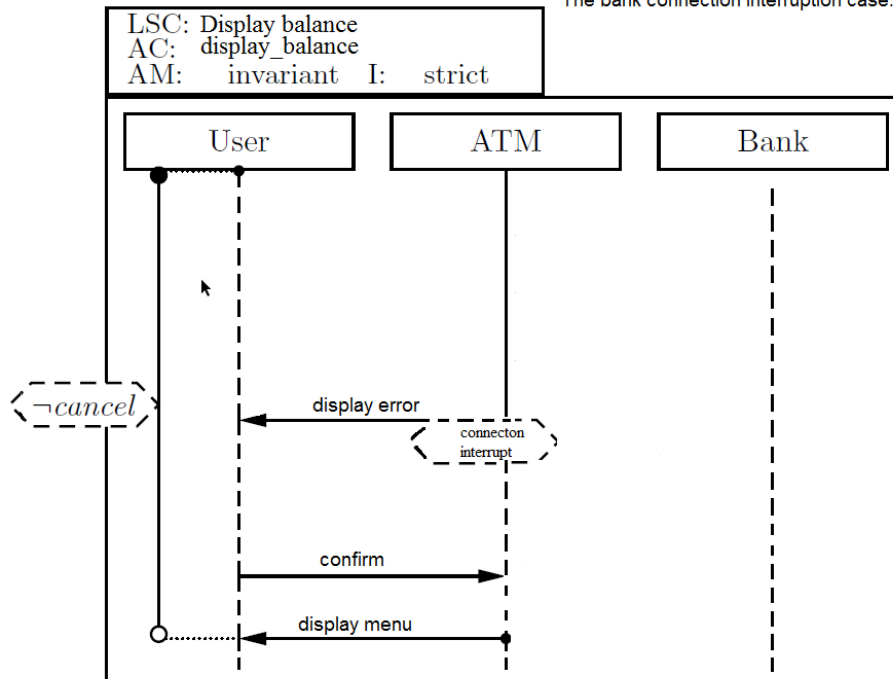 The bank connection interruption case.
LSC: Display balance
AC: display_balance
AM: invariant I: strict
User
ATM
Bank
¬cancel
display error
connecton
interrupt
confirm
display menu